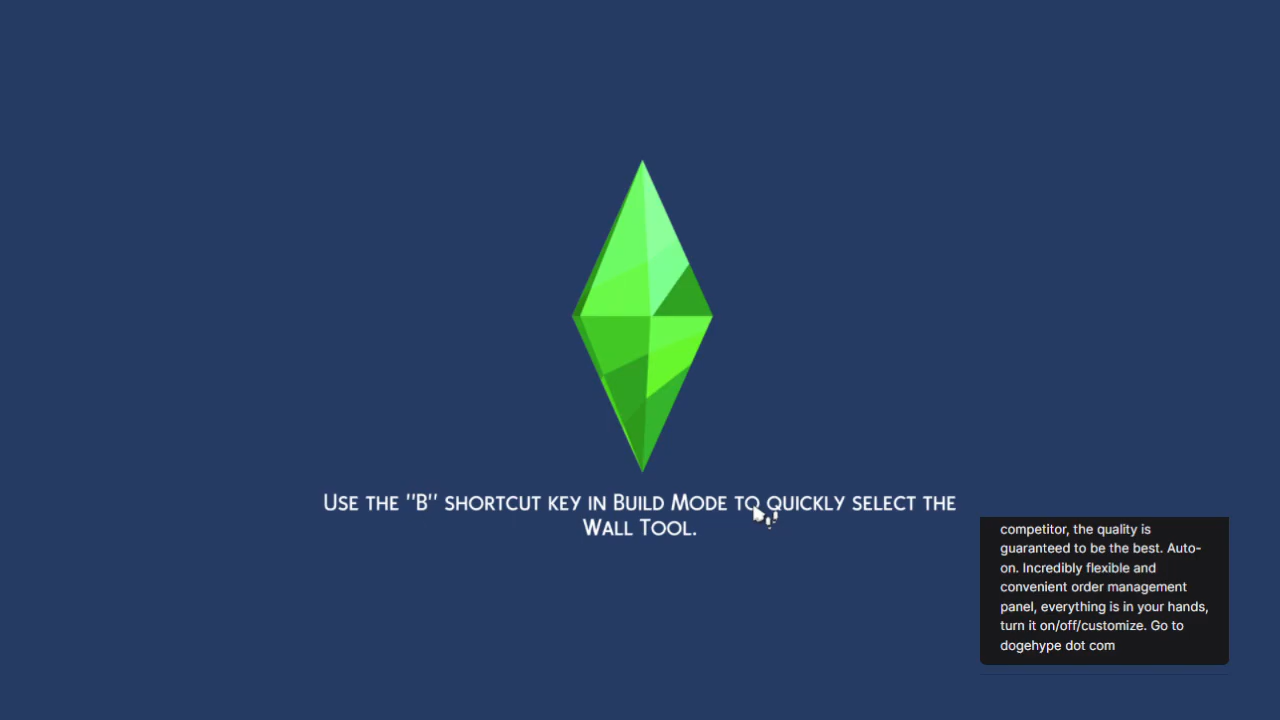 Use the "B" shortcut key in Build Mode to quickly select the
Wall Tool.
competitor, the quality is
guaranteed to be the best. Auto-
on. Incredibly flexible and
convenient order management
panel, everything is in your hands,
turn it on/off/customize. Go to
dogehype dot com